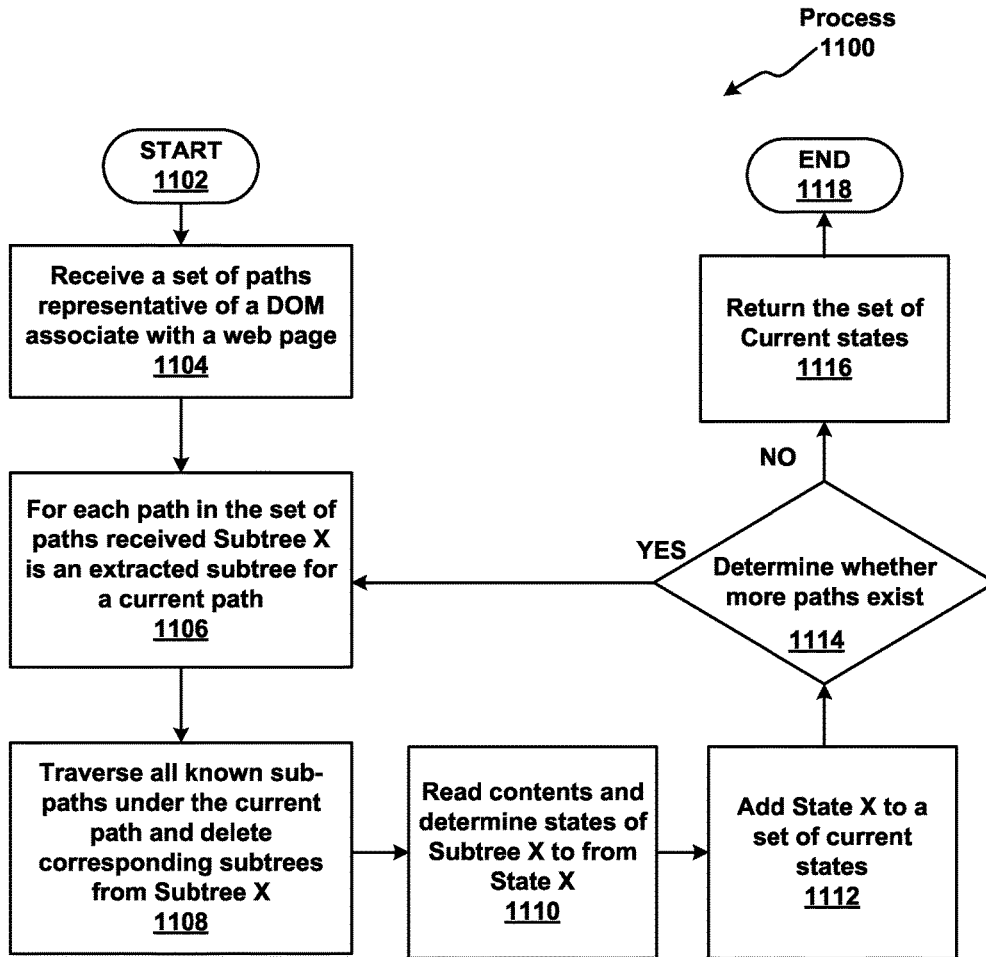 Process
1100
START
1102
Receive a set of paths
representative of a DOM
associate with a web page
1104
For each path in the set of
paths received Subtree X
is an extracted subtree for
a current path
1106
Traverse all known sub-
paths under the current
path and delete
corresponding subtrees
from Subtree X
1108
Read contents and
determine states of
Subtree X to from
State X
1110
Add State X to a
set of current
states
1112
Determine whether
more paths exist
1114
YES
NO
Return the set of
Current states
1116
END
1118